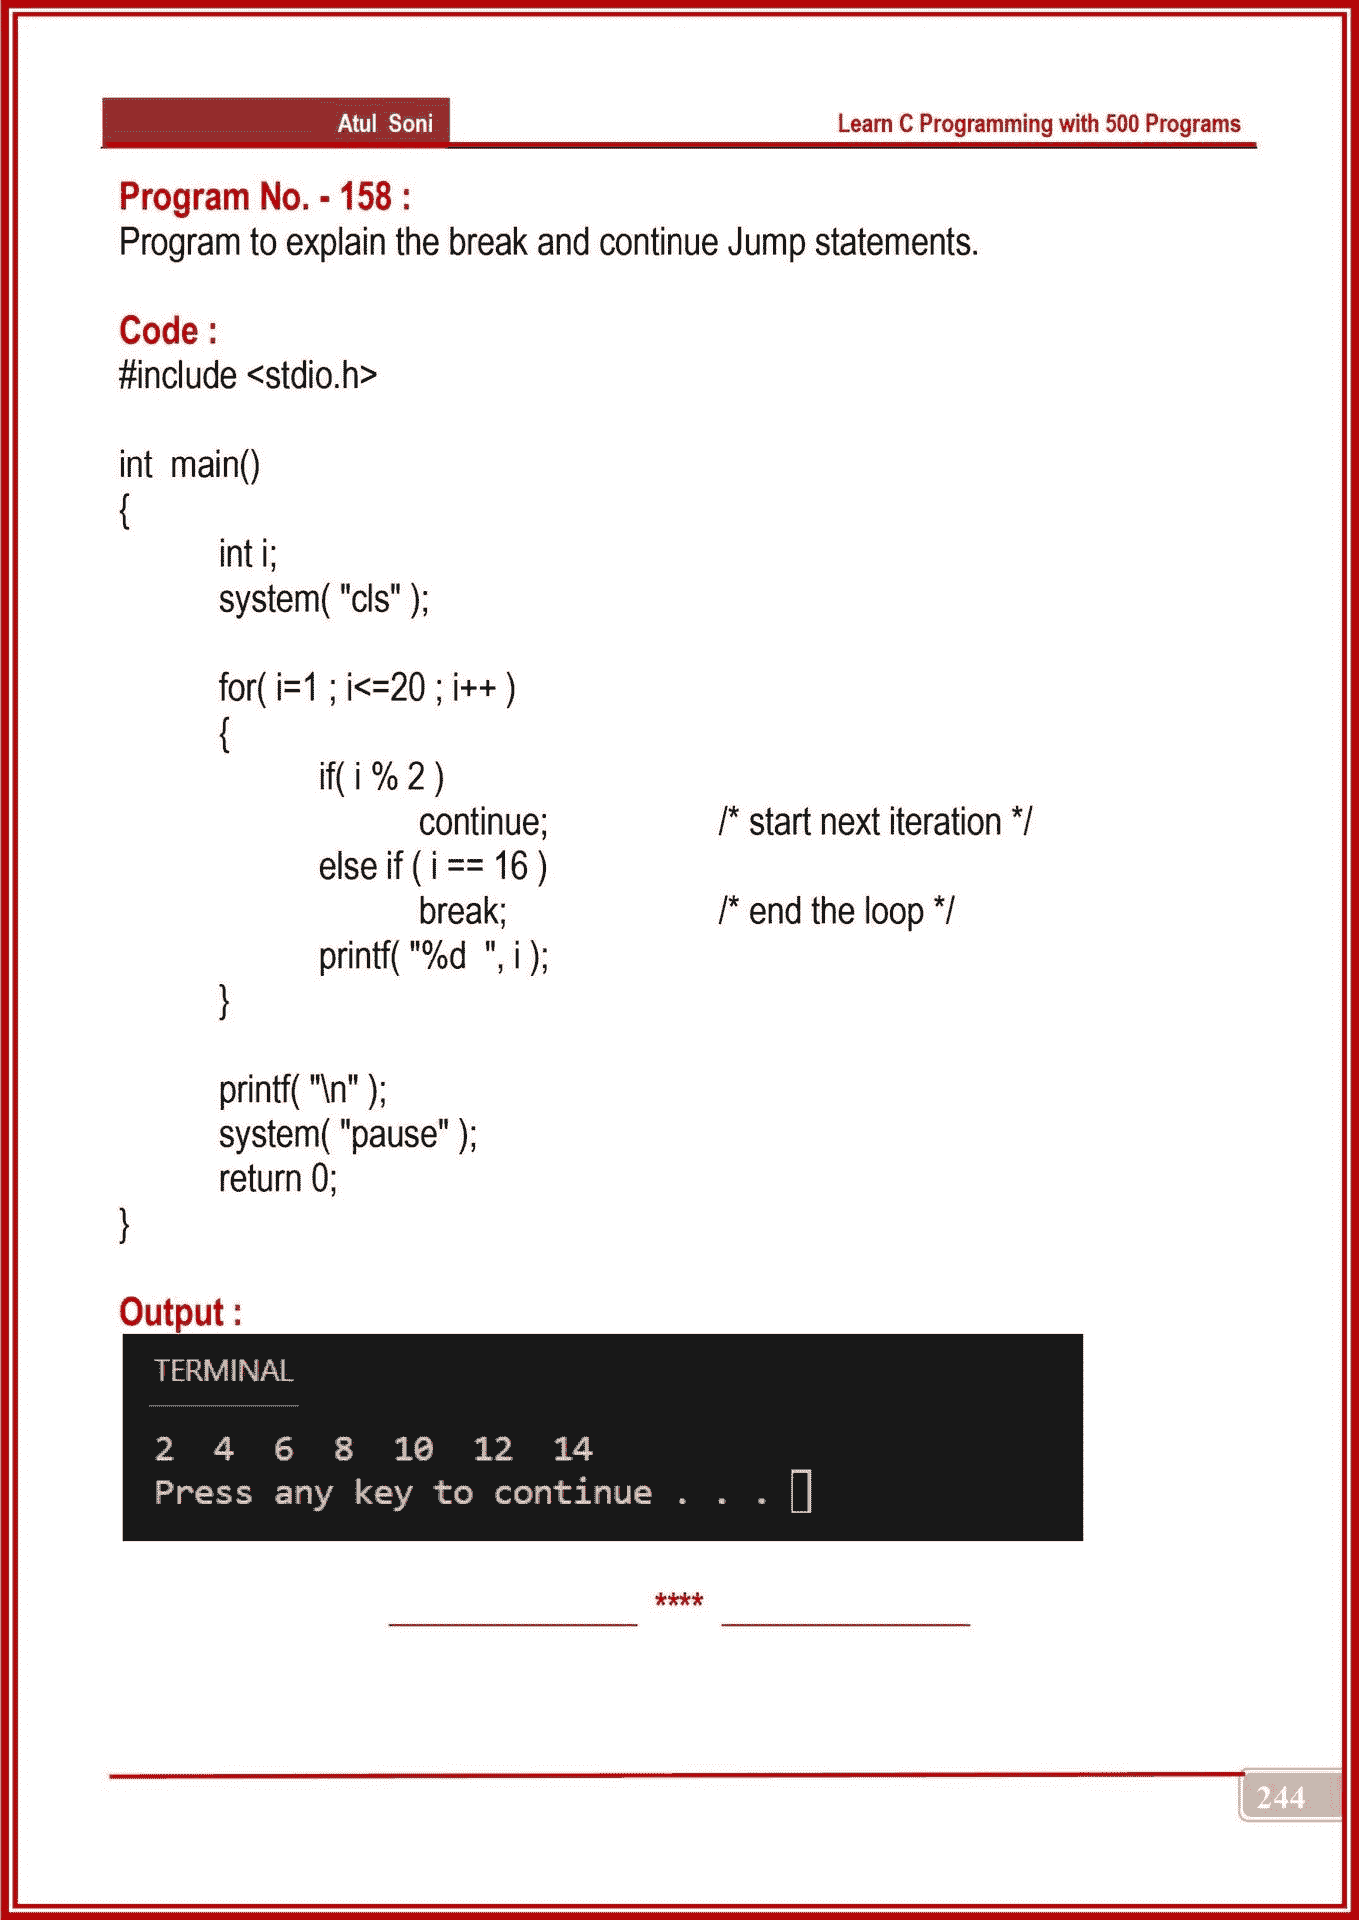 Atul  Soni
Learn C Programming with 500 Programs
Program No. - 158 :
Program to explain the break and continue Jump statements.
Code :
#include <stdio.h>
int  main()
{
int i;
system( "cls" );
for( i=1 ; i<=20 ; i++ )
{
if( i % 2 )
continue; /* start next iteration */
else if ( i == 16 )
break; /* end the loop */
printf( "%d  ", i );
}
printf( "\n" );
system( "pause" );
return 0;
}
Output :
TERMINAL
2  4  6  8  10  12  14
Press any key to continue . . .
****
244